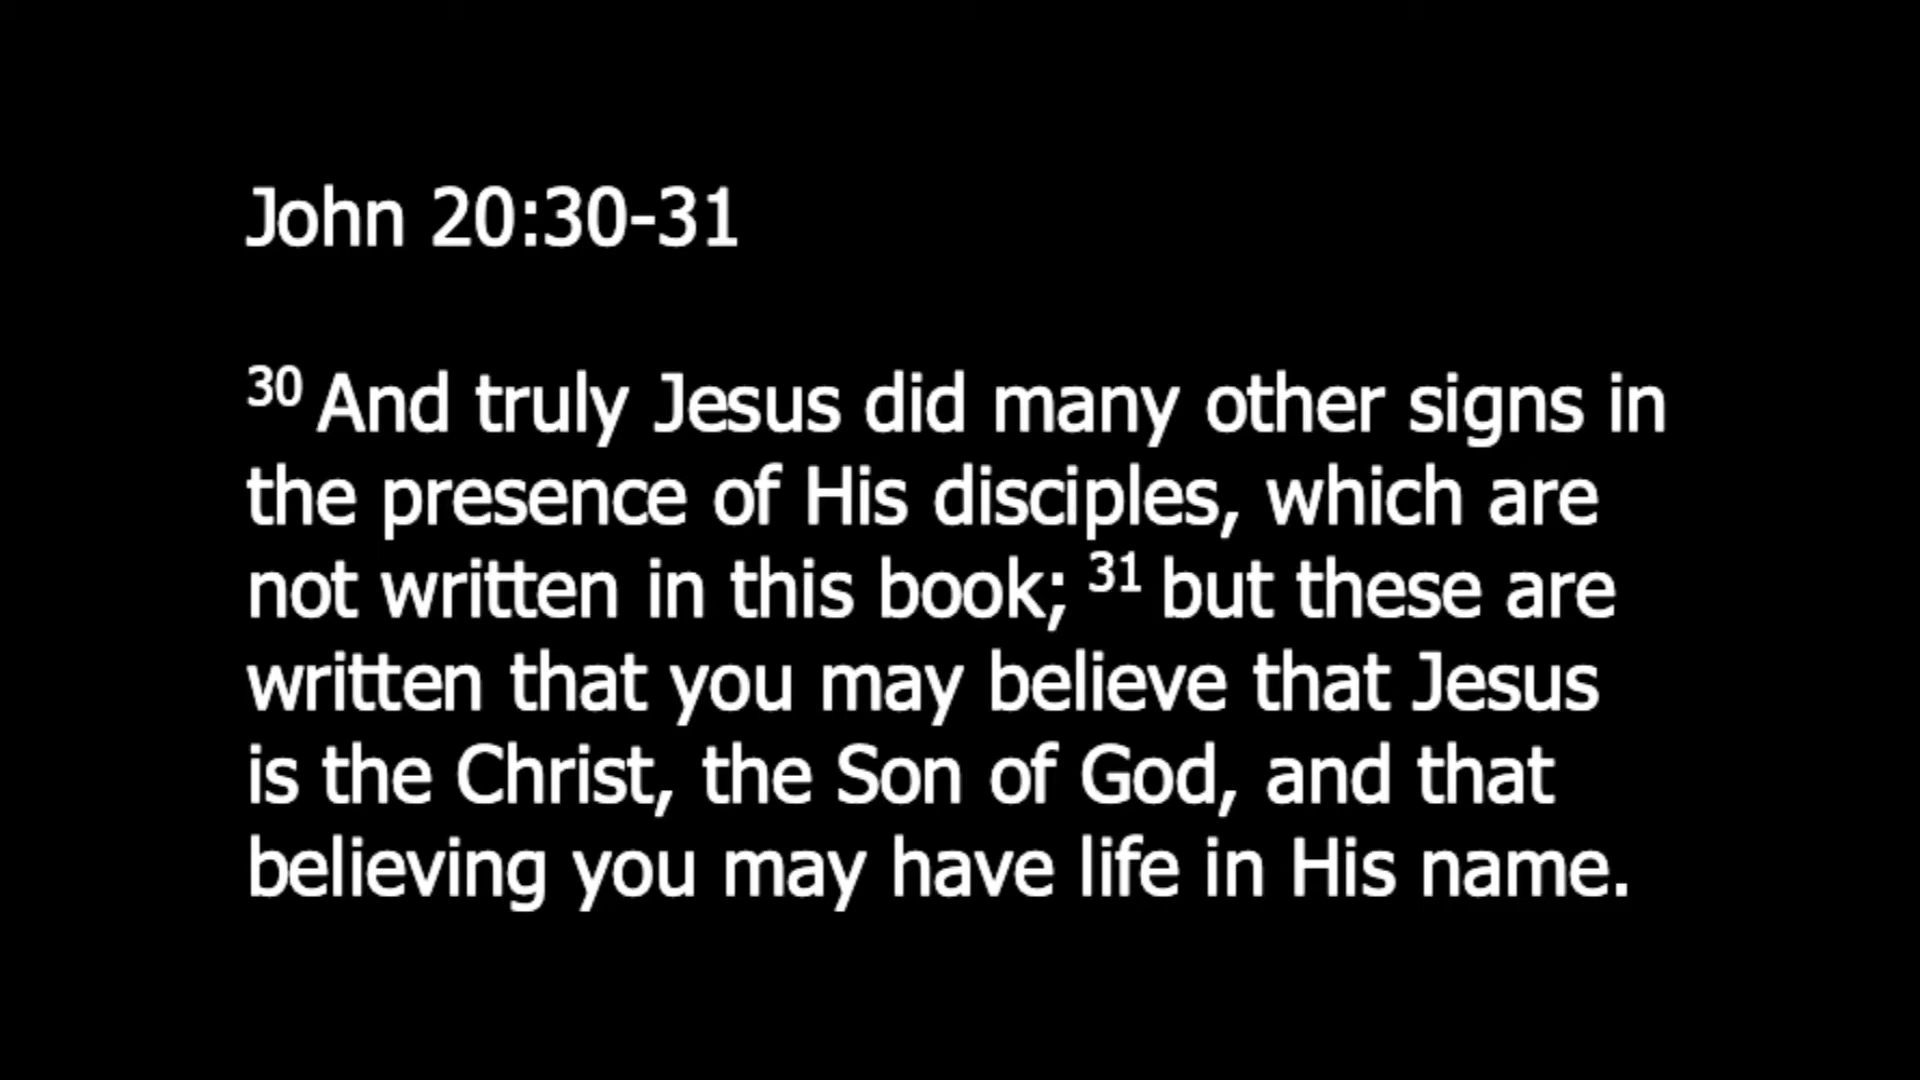 John 20:30-31
30 And truly Jesus did many other signs in
the presence of His disciples, which are
not written in this book; 31 but these are
written that you may believe that Jesus
is the Christ, the Son of God, and that
believing you may have life in His name.